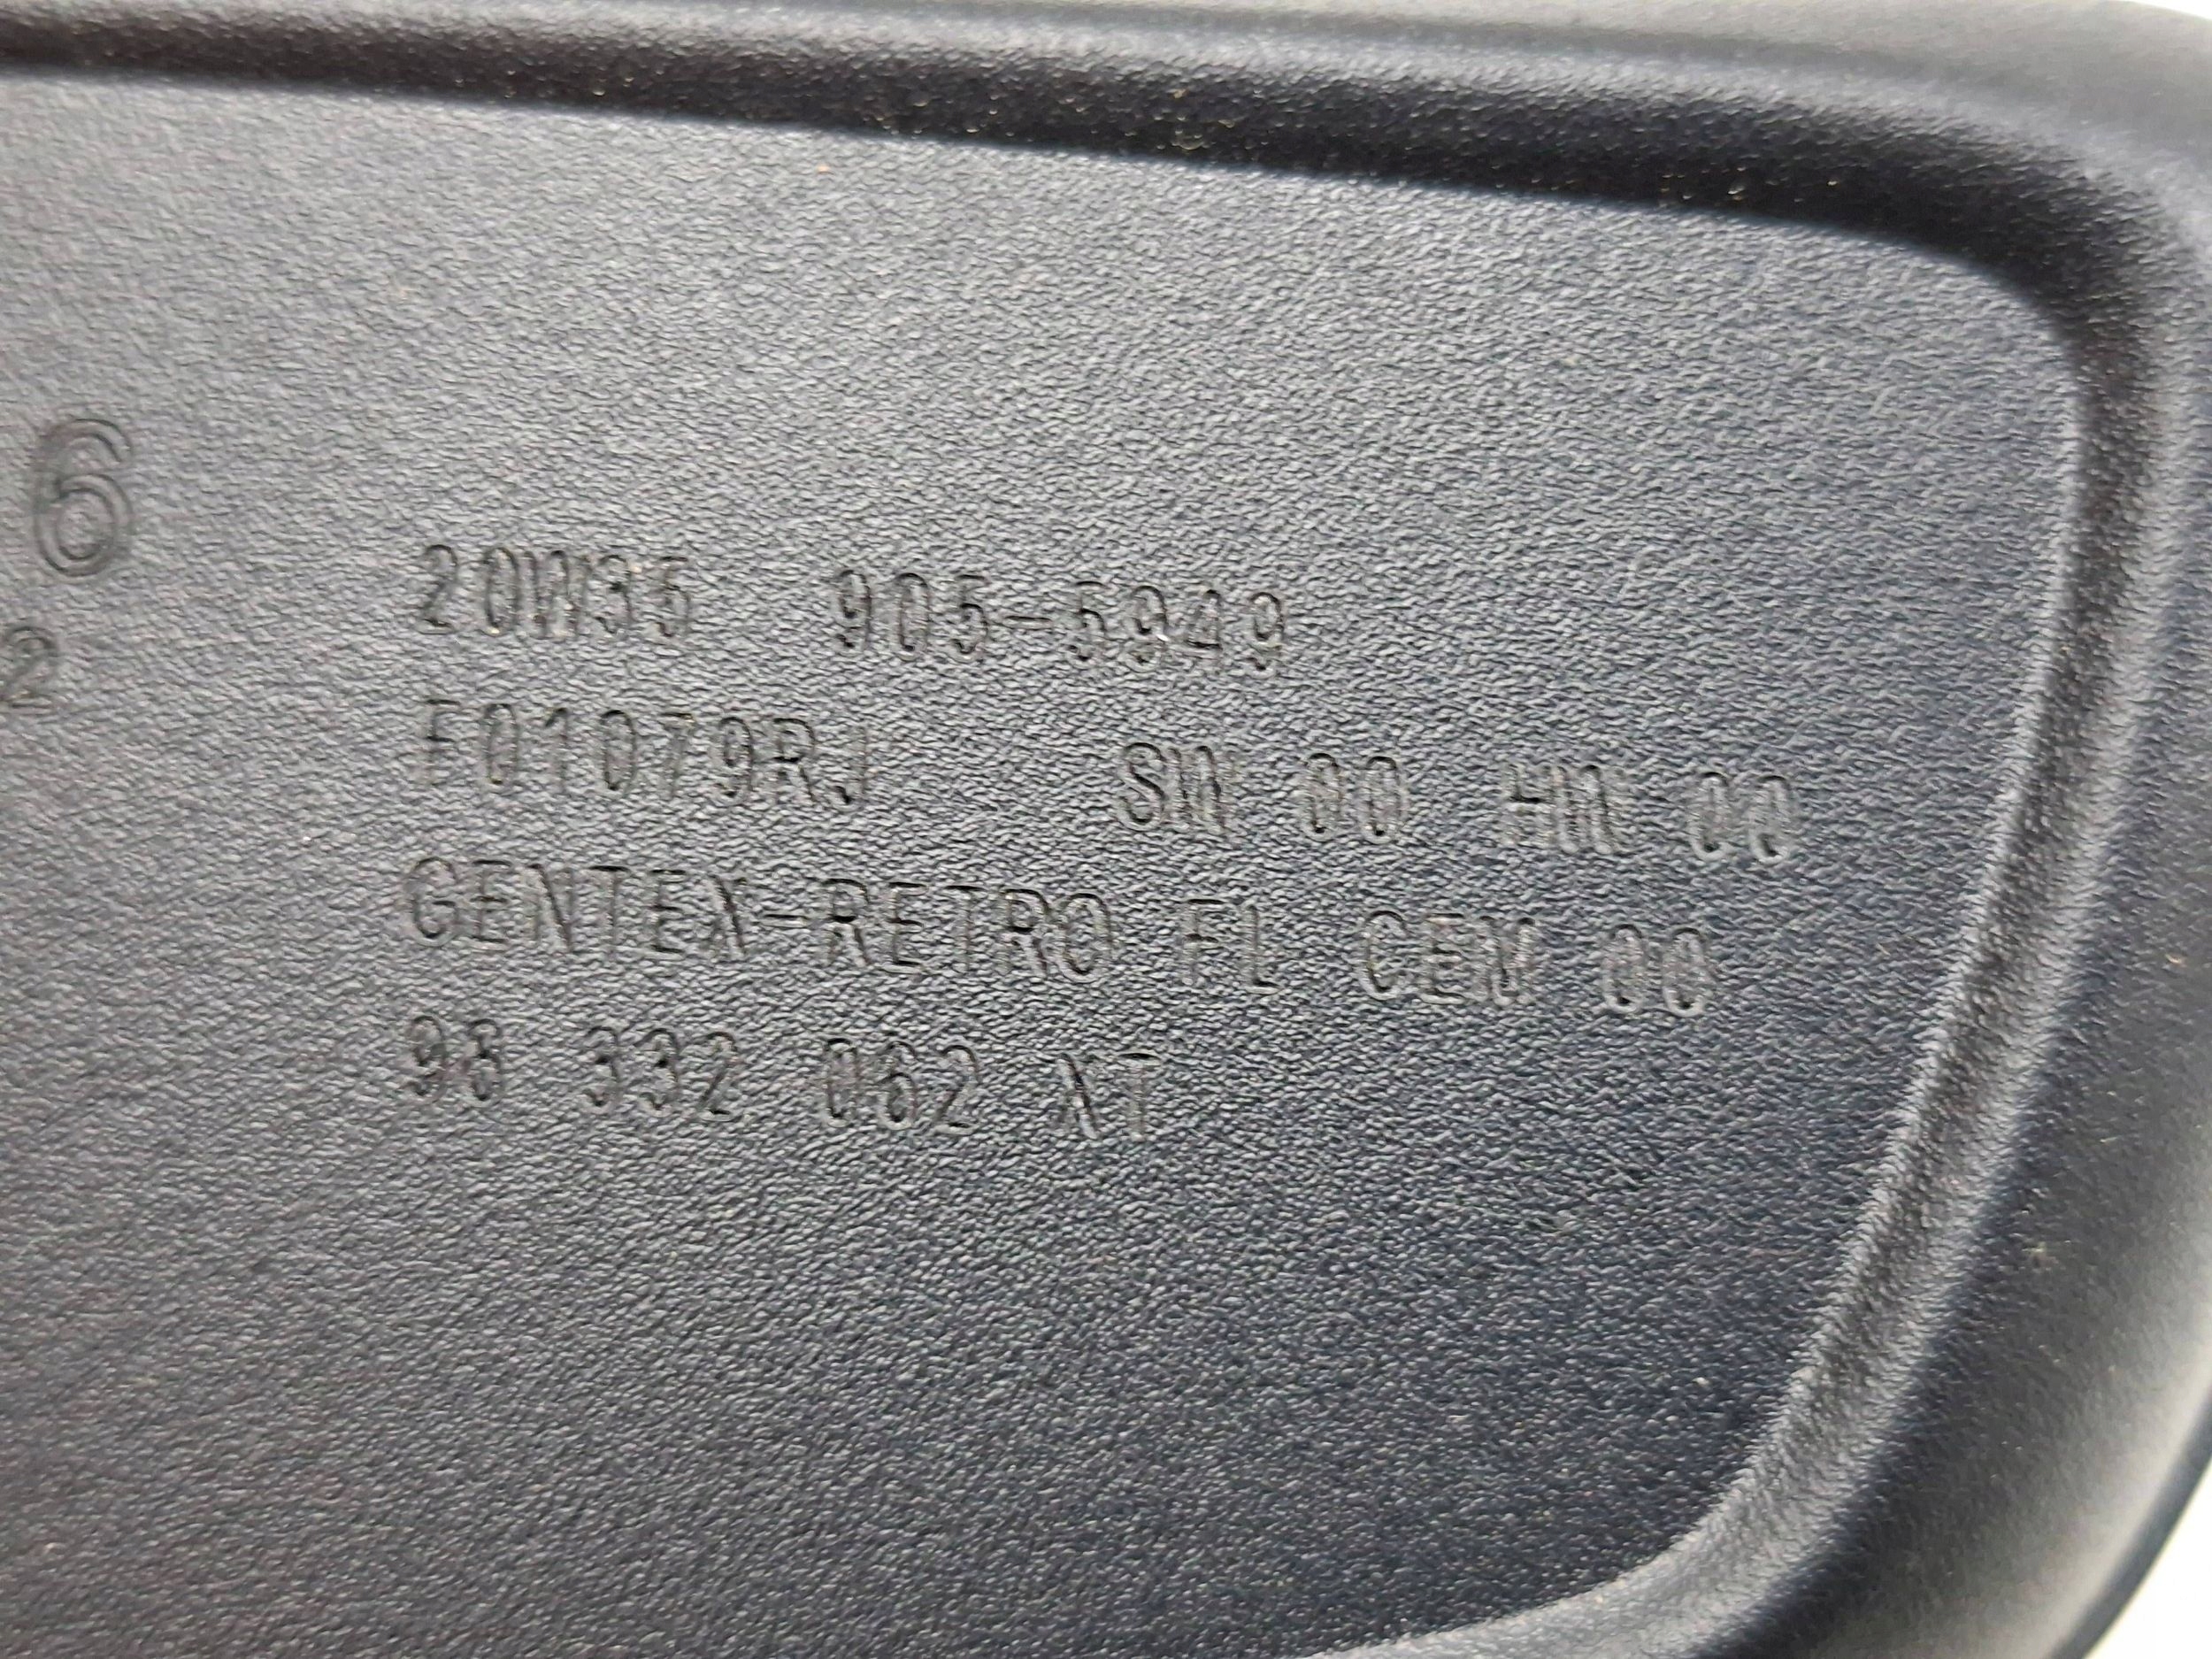 6
2
20W35 905-5949
E01079RJ SW 00 HW 00
GENTEX-RETRO FL CEM 00
98 332 062 XT